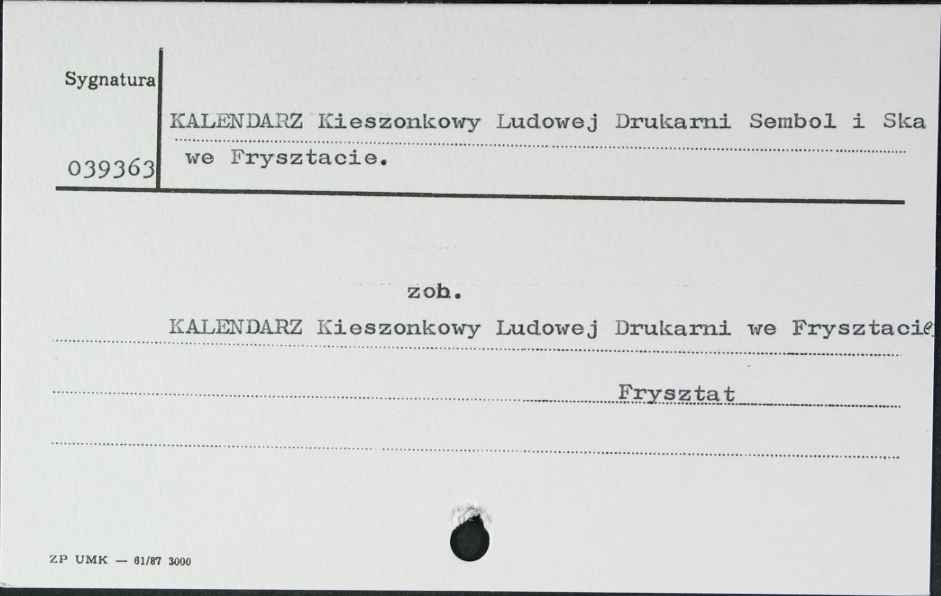 Sygnatura
KALENDARZ Kieszonkowy Ludowej Drukarni Sembol i Ska
039363 we Frysztacie.
zob.
KALENDARZ Kieszonkowy Ludowej Drukarni we Frysztacie
Frysztat
ZP UMK — 61/87 3000